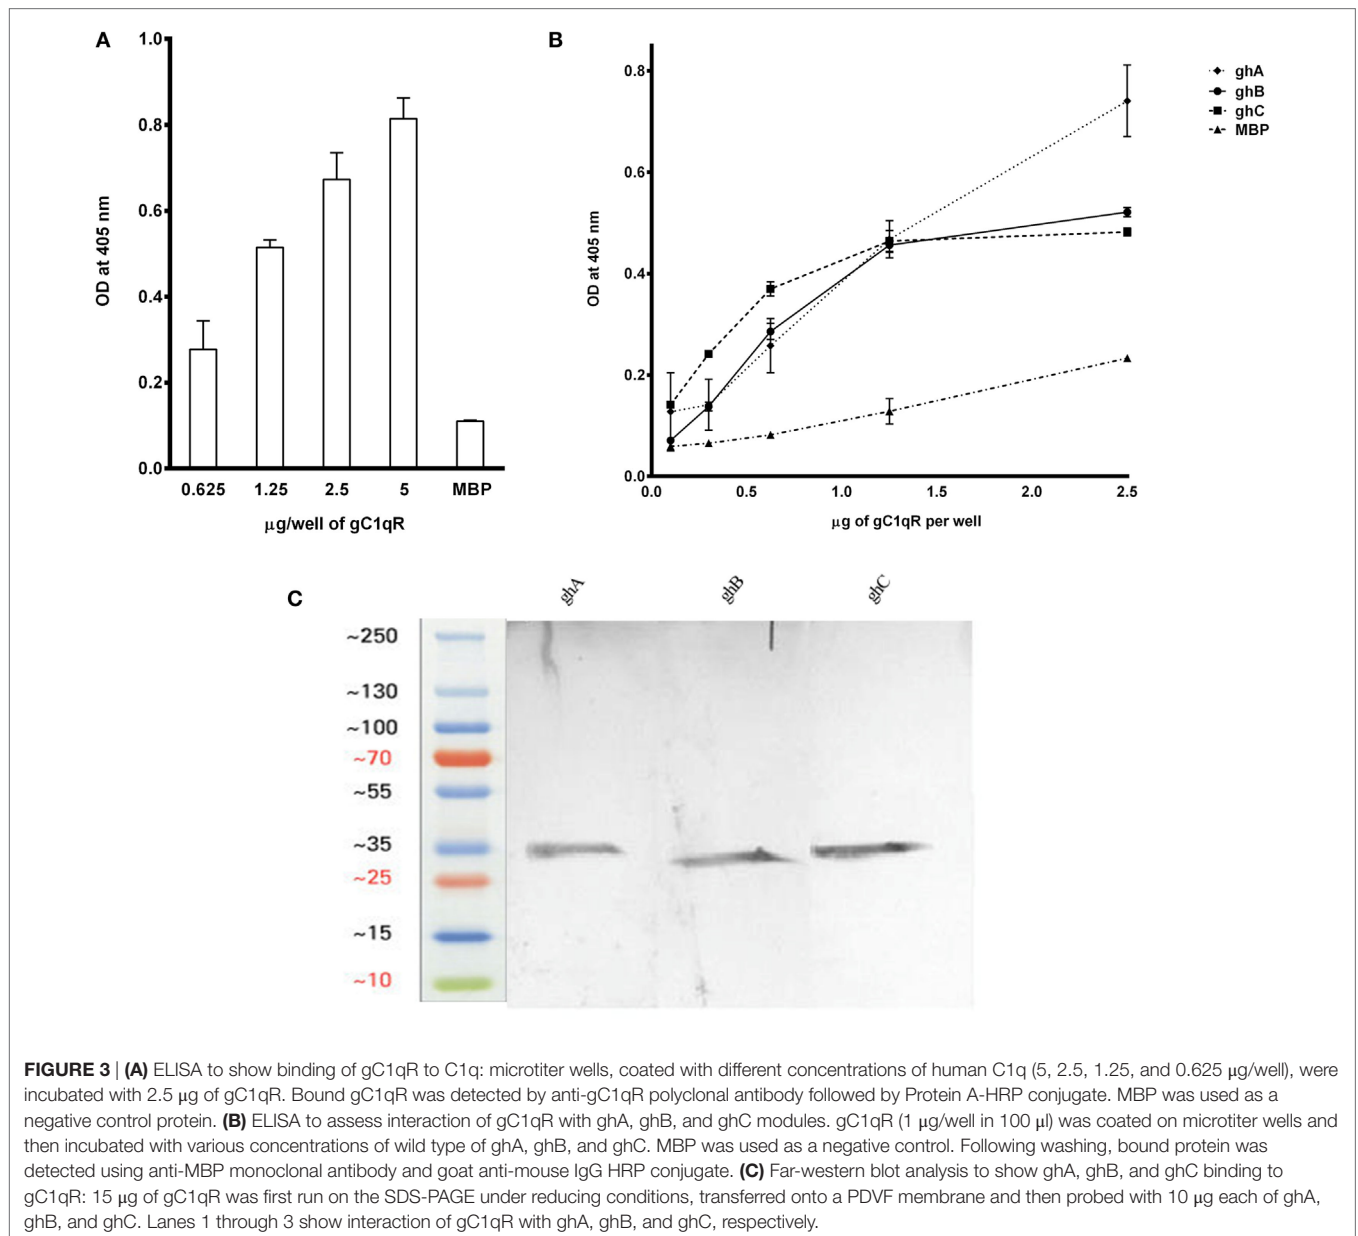 A
1.0
0.8
0.6
0.4
0.2
0.0
OD at 405 nm
0.625 1.25 2.5 5 MBP
μg/well of gC1qR
B
0.8
0.6
0.4
0.2
0.0
OD at 405 nm
0.0 0.5 1.0 1.5 2.0 2.5
μg of gC1qR per well
ghA
ghB
ghC
MBP
C
ghA ghB ghC
~250
~130
~100
~70
~55
~35
~25
~15
~10
FIGURE 3 | (A) ELISA to show binding of gC1qR to C1q: microtiter wells, coated with different concentrations of human C1q (5, 2.5, 1.25, and 0.625 μg/well), were
incubated with 2.5 μg of gC1qR. Bound gC1qR was detected by anti-gC1qR polyclonal antibody followed by Protein A-HRP conjugate. MBP was used as a
negative control protein. (B) ELISA to assess interaction of gC1qR with ghA, ghB, and ghC modules. gC1qR (1 μg/well in 100 μl) was coated on microtiter wells and
then incubated with various concentrations of wild type of ghA, ghB, and ghC. MBP was used as a negative control. Following washing, bound protein was
detected using anti-MBP monoclonal antibody and goat anti-mouse IgG HRP conjugate. (C) Far-western blot analysis to show ghA, ghB, and ghC binding to
gC1qR: 15 μg of gC1qR was first run on the SDS-PAGE under reducing conditions, transferred onto a PDVF membrane and then probed with 10 μg each of ghA,
ghB, and ghC. Lanes 1 through 3 show interaction of gC1qR with ghA, ghB, and ghC, respectively.